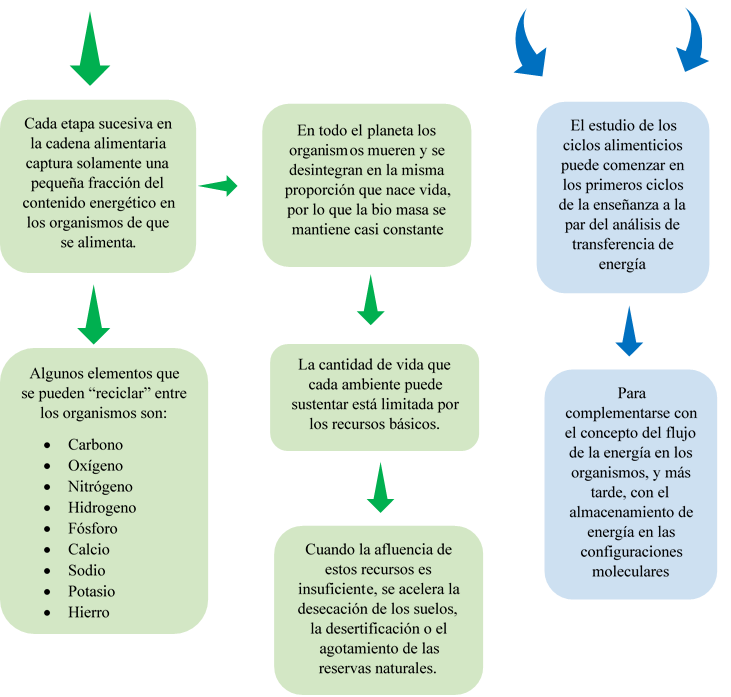 Cada etapa sucesiva en
la cadena alimentaria
captura solamente una
pequeña fracción del
contenido energético en
los organismos de que
se alimenta.
En todo el planeta los
organismos mueren y se
desintegran en la misma
proporción que nace vida,
por lo que la bio masa se
mantiene casi constante
El estudio de los
ciclos alimenticios
puede comenzar en
los primeros ciclos
de la enseñanza a la
par del análisis de
transferencia de
energía
Algunos elementos que
se pueden “reciclar” entre
los organismos son:
• Carbono
• Oxígeno
• Nitrógeno
• Hidrogeno
• Fósforo
• Calcio
• Sodio
• Potasio
• Hierro
La cantidad de vida que
cada ambiente puede
sustentar está limitada por
los recursos básicos.
Cuando la afluencia de
estos recursos es
insuficiente, se acelera la
desecación de los suelos,
la desertificación o el
agotamiento de las
reservas naturales.
Para
complementarse con
el concepto del flujo
de la energía en los
organismos, y más
tarde, con el
almacenamiento de
energía en las
configuraciones
moleculares